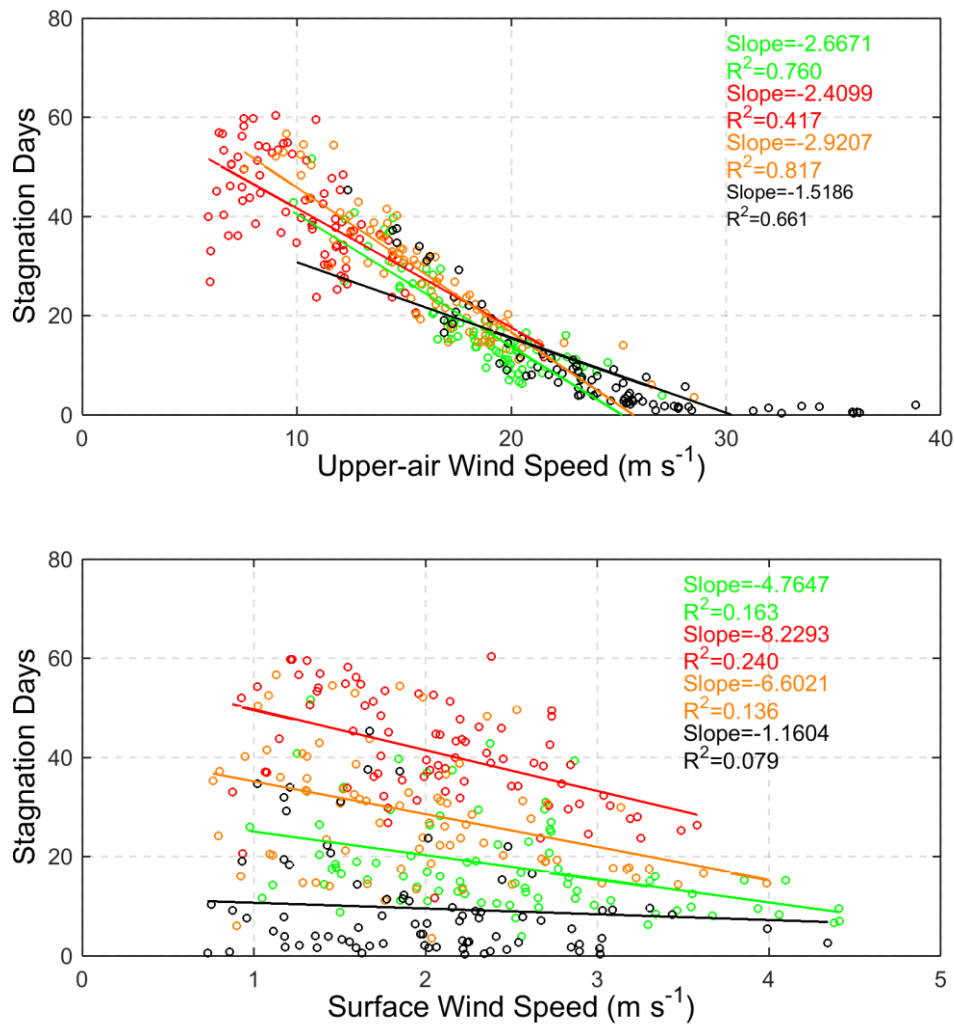 80
60
40
20
0
Stagnation Days
Slope=-2.6671
R²=0.760
Slope=-2.4099
R²=0.417
Slope=-2.9207
R²=0.817
Slope=-1.5186
R²=0.661
0 10 20 30 40
Upper-air Wind Speed (m s⁻¹)
80
60
40
20
0
Stagnation Days
Slope=-4.7647
R²=0.163
Slope=-8.2293
R²=0.240
Slope=-6.6021
R²=0.136
Slope=-1.1604
R²=0.079
0 1 2 3 4 5
Surface Wind Speed (m s⁻¹)